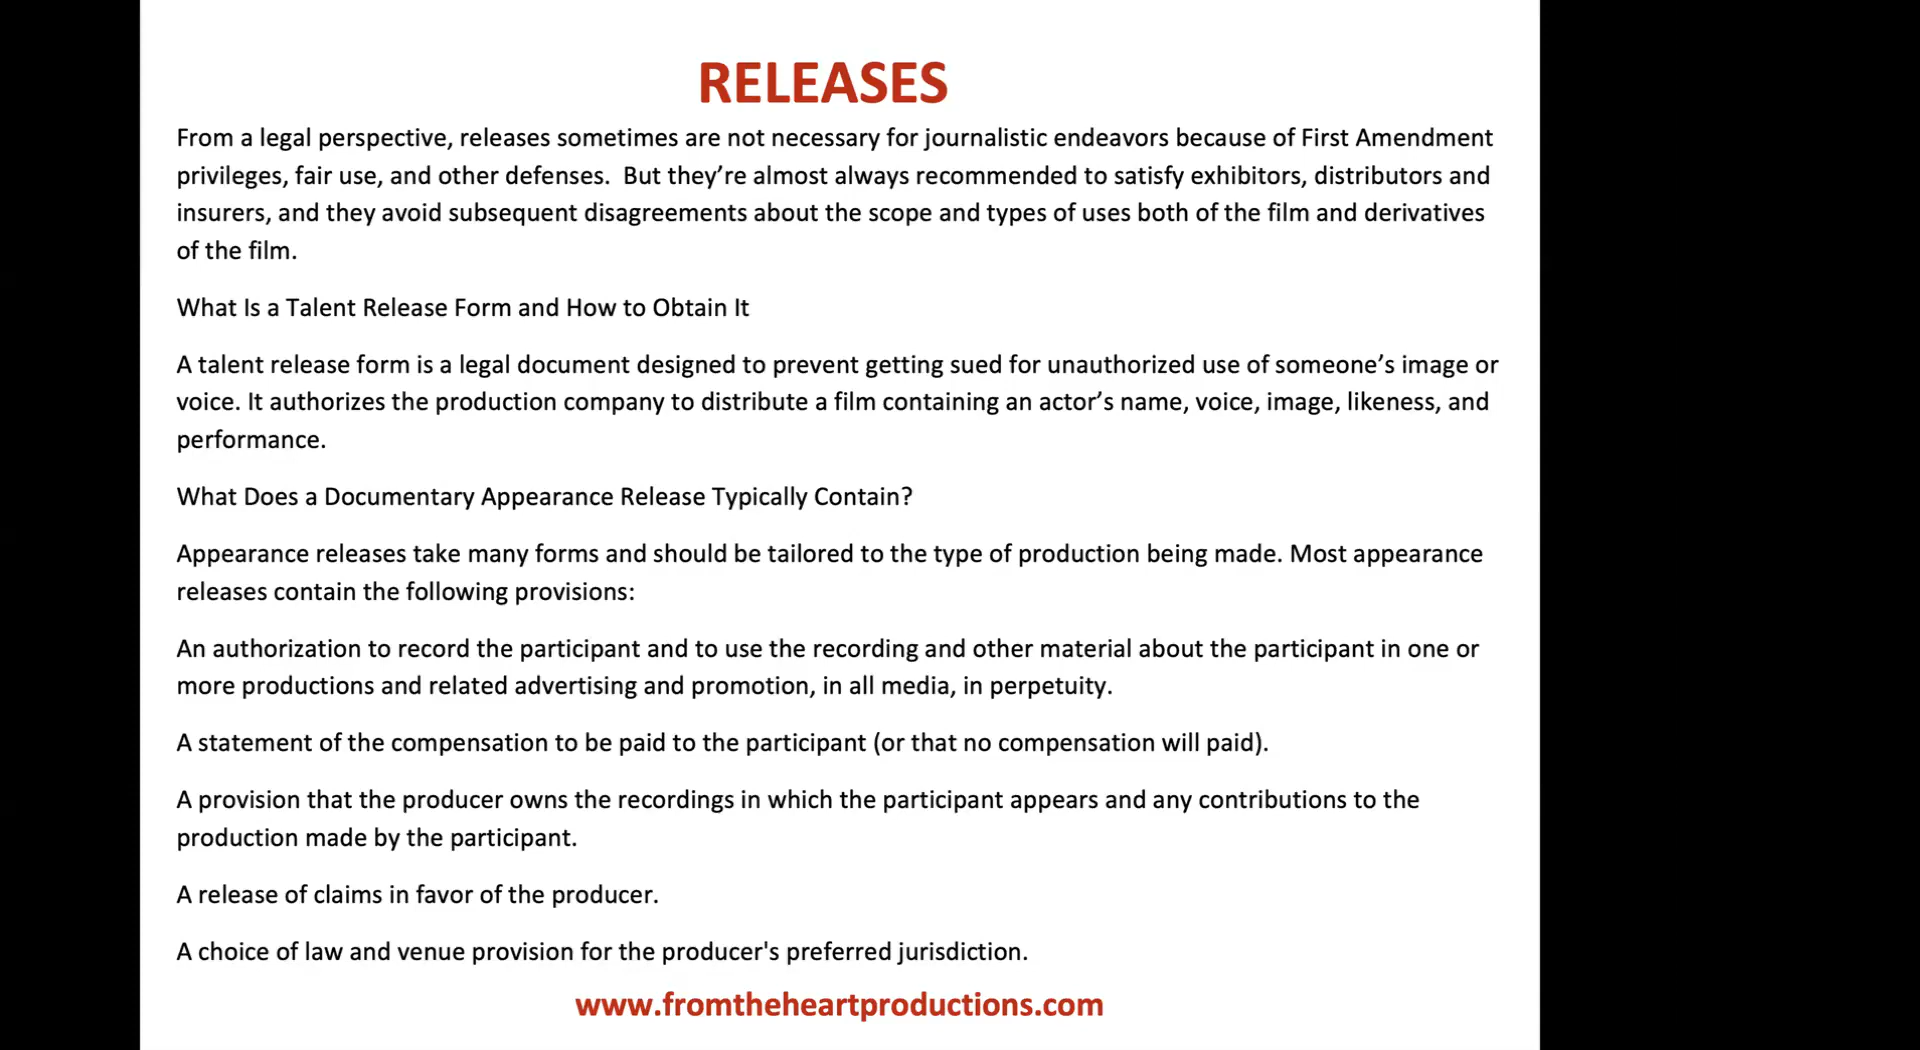 RELEASES
From a legal perspective, releases sometimes are not necessary for journalistic endeavors because of First Amendment
privileges, fair use, and other defenses.  But they’re almost always recommended to satisfy exhibitors, distributors and
insurers, and they avoid subsequent disagreements about the scope and types of uses both of the film and derivatives
of the film.
What Is a Talent Release Form and How to Obtain It
A talent release form is a legal document designed to prevent getting sued for unauthorized use of someone’s image or
voice. It authorizes the production company to distribute a film containing an actor’s name, voice, image, likeness, and
performance.
What Does a Documentary Appearance Release Typically Contain?
Appearance releases take many forms and should be tailored to the type of production being made. Most appearance
releases contain the following provisions:
An authorization to record the participant and to use the recording and other material about the participant in one or
more productions and related advertising and promotion, in all media, in perpetuity.
A statement of the compensation to be paid to the participant (or that no compensation will paid).
A provision that the producer owns the recordings in which the participant appears and any contributions to the
production made by the participant.
A release of claims in favor of the producer.
A choice of law and venue provision for the producer's preferred jurisdiction.
www.fromtheheartproductions.com